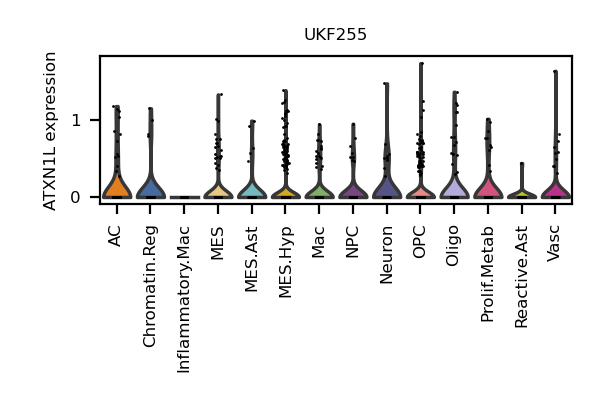 UKF255
ATXN1L expression
1
0
AC
Chromatin.Reg
Inflammatory.Mac
MES
MES.Ast
MES.Hyp
Mac
NPC
Neuron
OPC
Oligo
Prolif.Metab
Reactive.Ast
Vasc